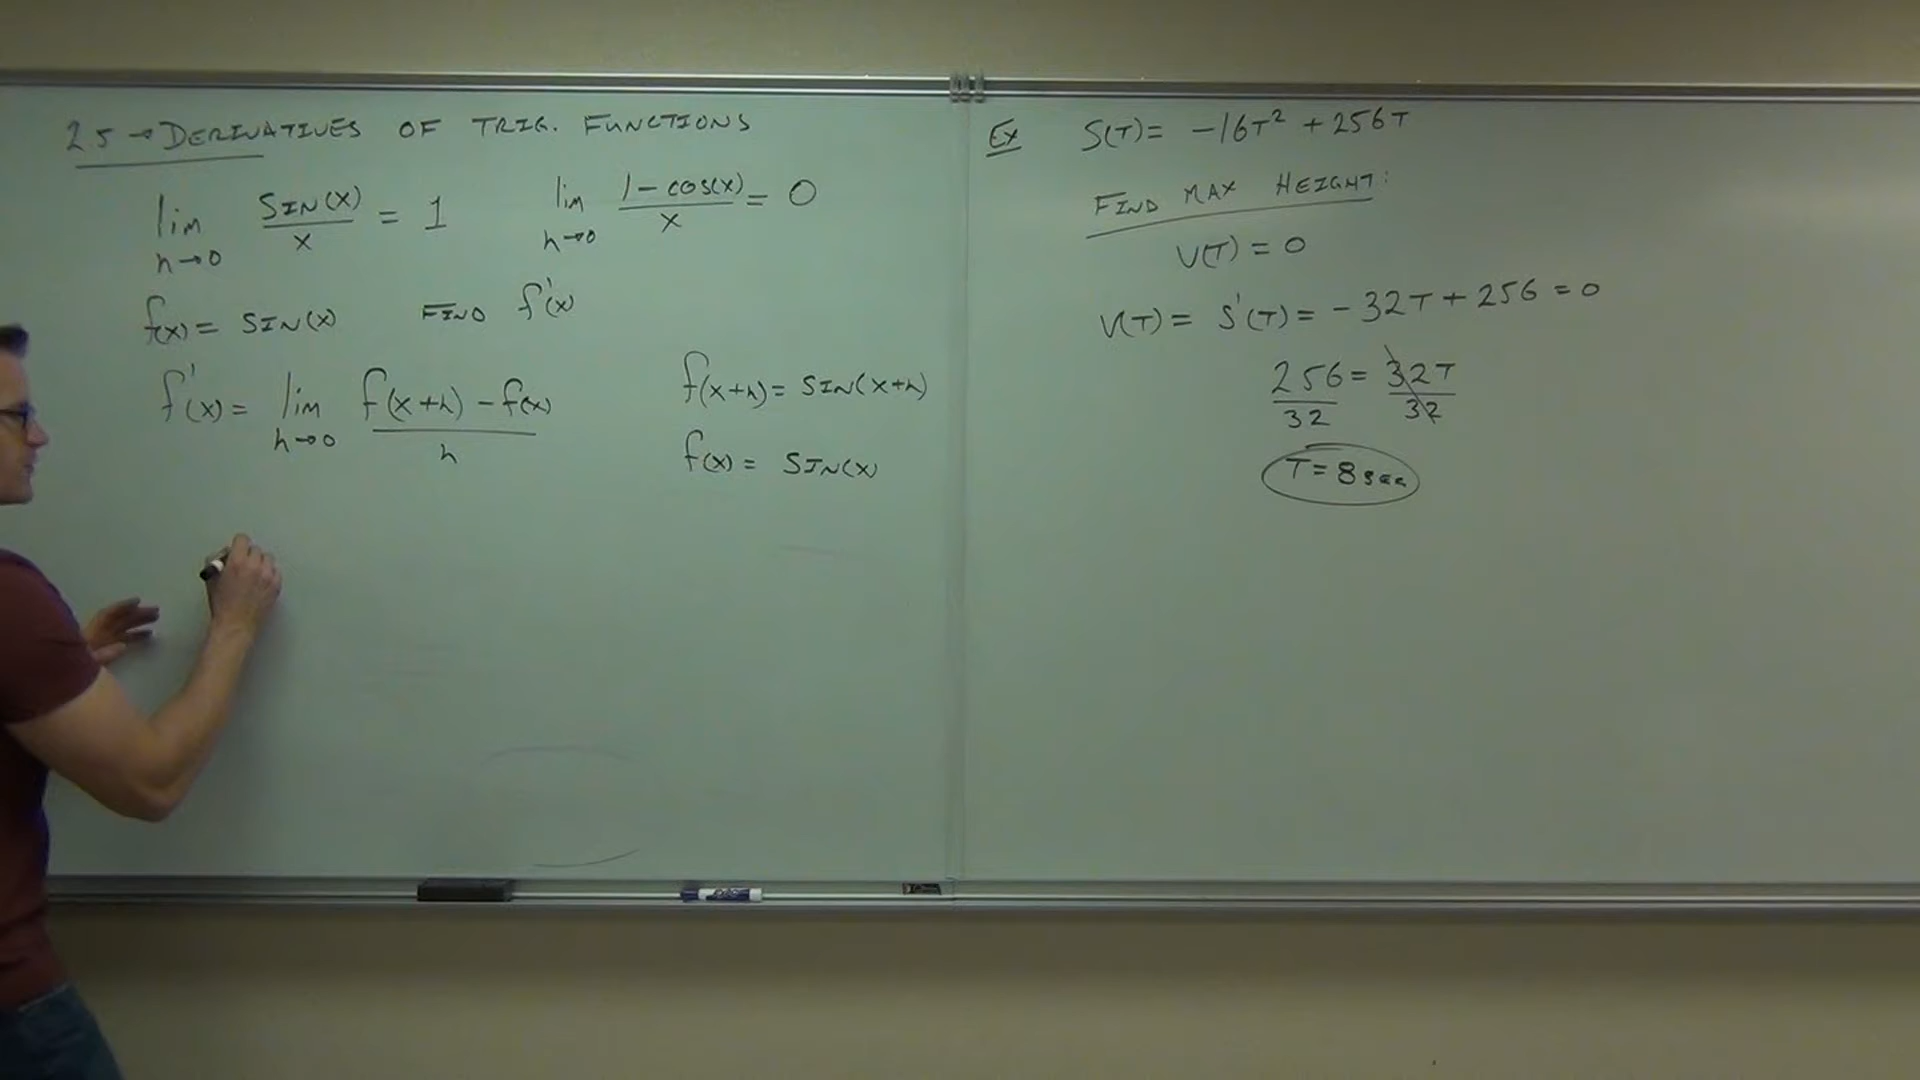 2.5 → DERIVATIVES OF TRIG. FUNCTIONS
lim h→0 SIN(x)/x = 1 lim h→0 1-cos(x)/x = 0
f(x) = SIN(x) FIND f'(x)
f'(x) = lim h→0 f(x+h) - f(x)/h
f(x+h) = SIN(x+h)
f(x) = SIN(x)
Ex S(T) = -16T² + 256T
FIND MAX HEIGHT:
V(T) = 0
V(T) = S'(T) = -32T + 256 = 0
256/32 = 32T/32
T = 8 sec
EXPO